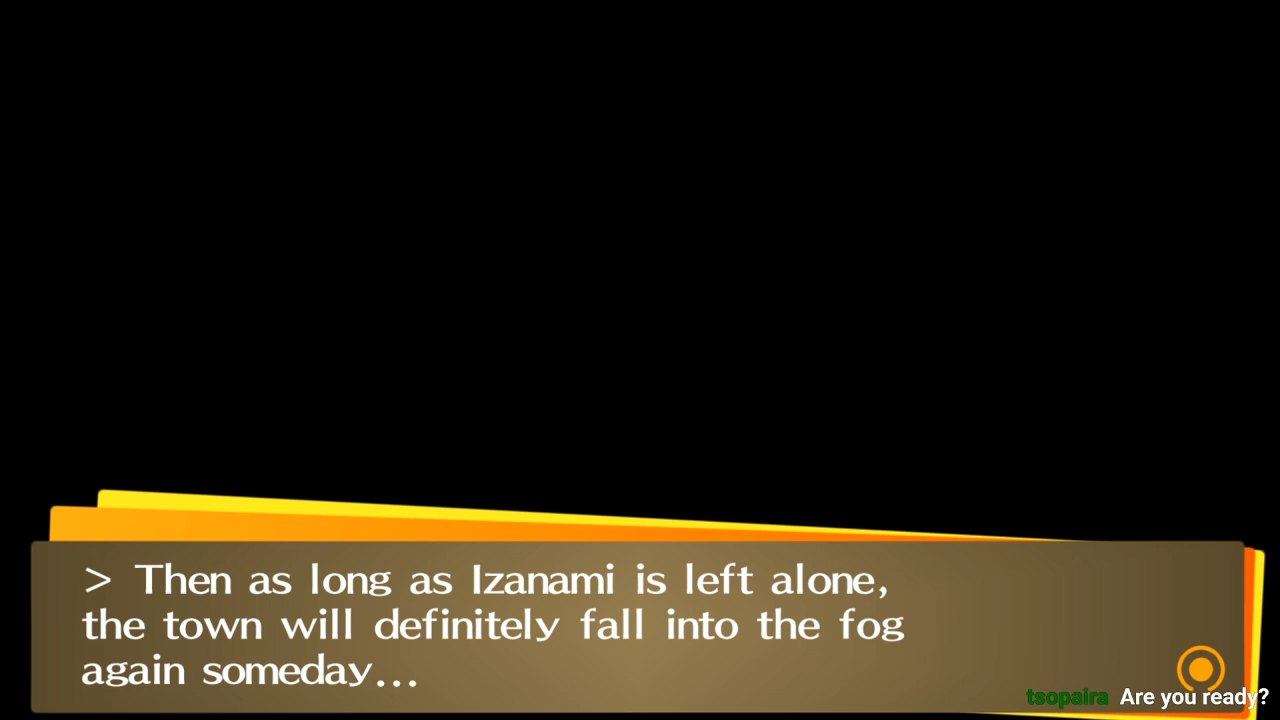 > Then as long as Izanami is left alone,
the town will definitely fall into the fog
again someday...
tsopaira Are you ready?